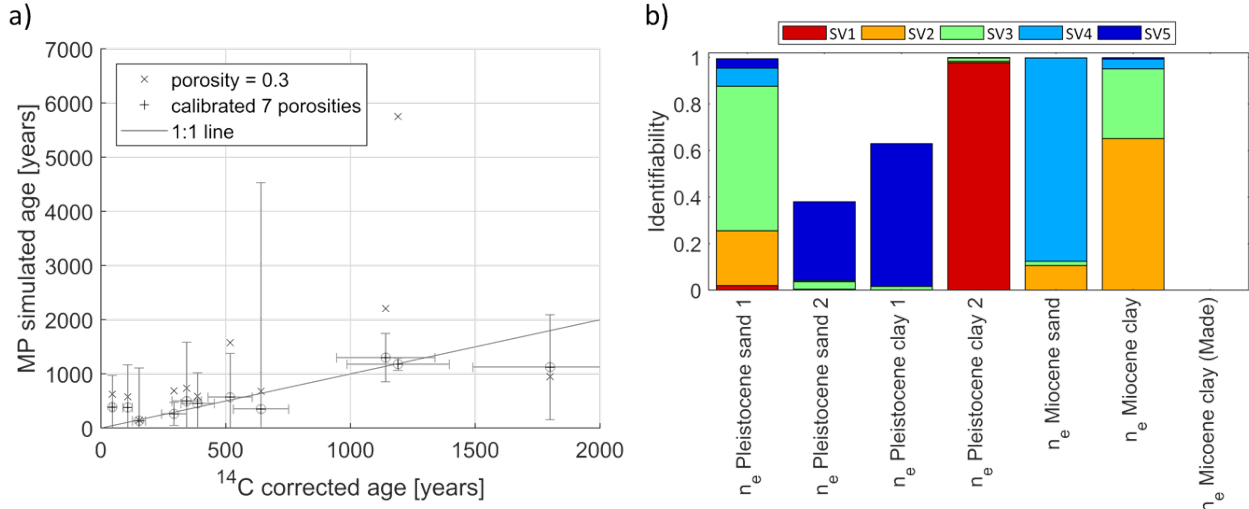 a)
7000
6000
5000
4000
3000
2000
1000
0
MP simulated age [years]
× porosity = 0.3
+ calibrated 7 porosities
1:1 line
0 500 1000 1500 2000
14C corrected age [years]
b)
SV1 SV2 SV3 SV4 SV5
1
0.8
0.6
0.4
0.2
0
Identifiability
ne Pleistocene sand 1
ne Pleistocene sand 2
ne Pleistocene clay 1
ne Pleistocene clay 2
ne Miocene sand
ne Miocene clay
ne Micoene clay (Made)